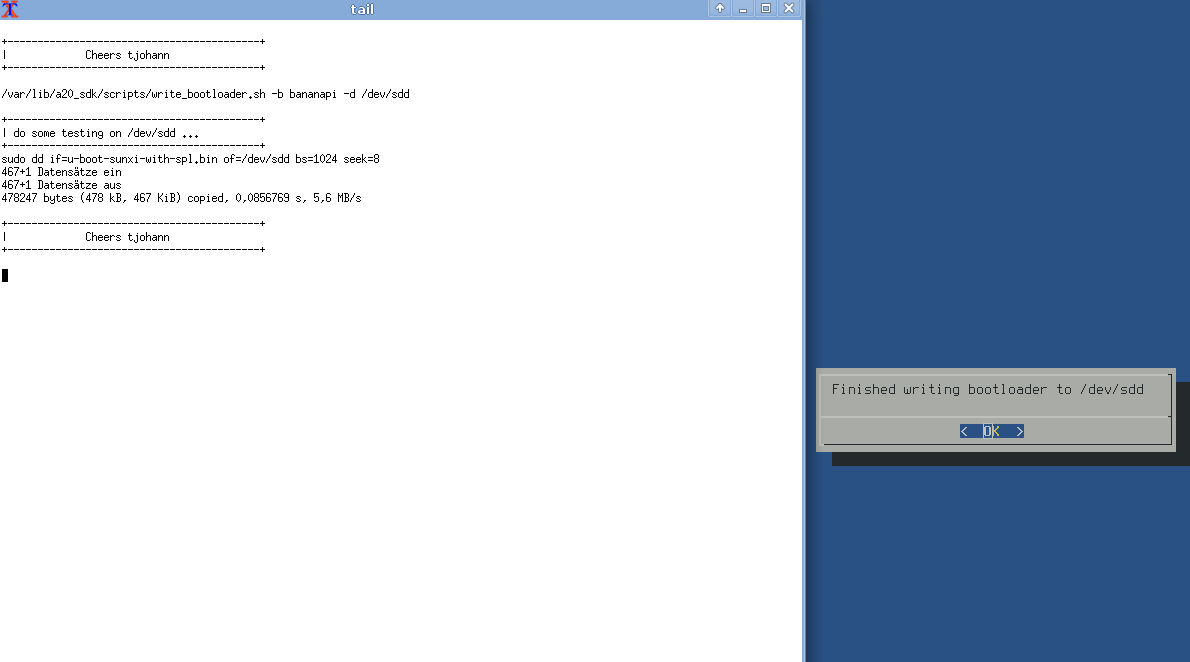 tail
+------------------------------------------+
| Cheers tjohann
+------------------------------------------+
/var/lib/a20_sdk/scripts/write_bootloader.sh -b bananapi -d /dev/sdd
+------------------------------------------+
| do some testing on /dev/sdd ...
+------------------------------------------+
sudo dd if=u-boot-sunxi-with-spl.bin of=/dev/sdd bs=1024 seek=8
467+1 Datensätze ein
467+1 Datensätze aus
478247 bytes (478 kB, 467 KiB) copied, 0,0856769 s, 5,6 MB/s
+------------------------------------------+
| Cheers tjohann
+------------------------------------------+
Finished writing bootloader to /dev/sdd
< OK >